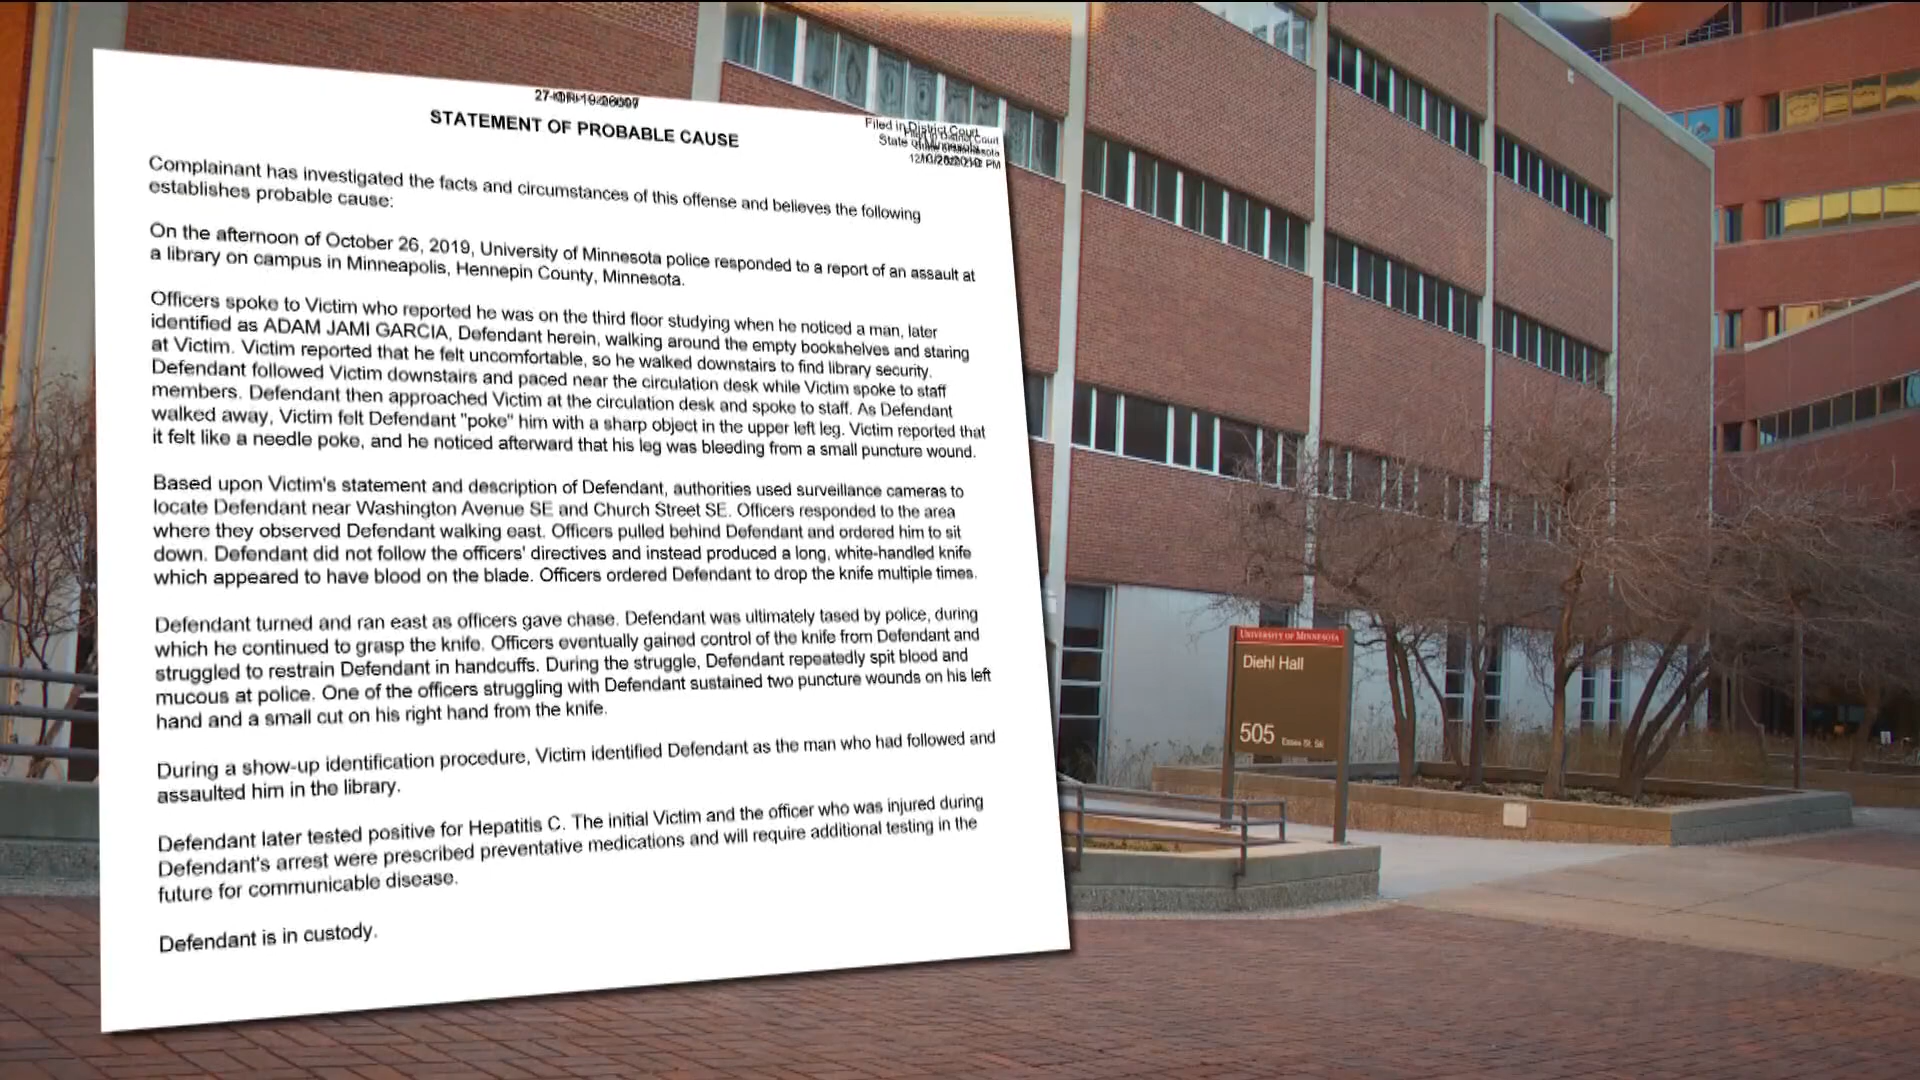 STATEMENT OF PROBABLE CAUSE
Filed in District Court
State of Minnesota
Complainant has investigated the facts and circumstances of this offense and believes the following
establishes probable cause:
On the afternoon of October 26, 2019, University of Minnesota police responded to a report of an assault at
a library on campus in Minneapolis, Hennepin County, Minnesota.
Officers spoke to Victim who reported he was on the third floor studying when he noticed a man, later
identified as ADAM JAMI GARCIA, Defendant herein, walking around the empty bookshelves and staring
at Victim. Victim reported that he felt uncomfortable, so he walked downstairs to find library security.
Defendant followed Victim downstairs and paced near the circulation desk while Victim spoke to staff
members. Defendant then approached Victim at the circulation desk and spoke to staff. As Defendant
walked away, Victim felt Defendant "poke" him with a sharp object in the upper left leg. Victim reported that
it felt like a needle poke, and he noticed afterward that his leg was bleeding from a small puncture wound.
Based upon Victim's statement and description of Defendant, authorities used surveillance cameras to
locate Defendant near Washington Avenue SE and Church Street SE. Officers responded to the area
where they observed Defendant walking east. Officers pulled behind Defendant and ordered him to sit
down. Defendant did not follow the officers' directives and instead produced a long, white-handled knife
which appeared to have blood on the blade. Officers ordered Defendant to drop the knife multiple times.
Defendant turned and ran east as officers gave chase. Defendant was ultimately tased by police, during
which he continued to grasp the knife. Officers eventually gained control of the knife from Defendant and
struggled to restrain Defendant in handcuffs. During the struggle, Defendant repeatedly spit blood and
mucous at police. One of the officers struggling with Defendant sustained two puncture wounds on his left
hand and a small cut on his right hand from the knife.
During a show-up identification procedure, Victim identified Defendant as the man who had followed and
assaulted him in the library.
Defendant later tested positive for Hepatitis C. The initial Victim and the officer who was injured during
Defendant's arrest were prescribed preventative medications and will require additional testing in the
future for communicable disease.
Defendant is in custody.
UNIVERSITY OF MINNESOTA
Diehl Hall
505 Essex St. SE